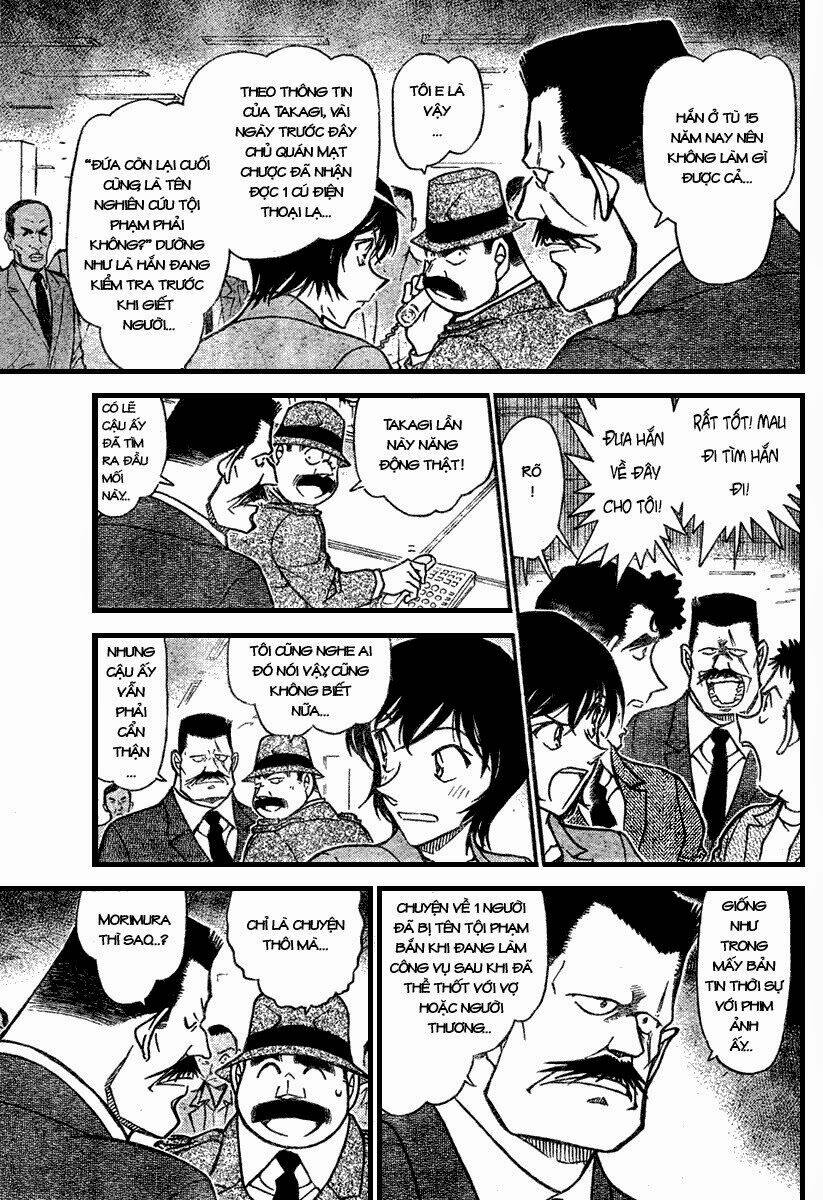 HẮN Ở TÙ 15
NĂM NAY NÊN
KHÔNG LÀM GÌ
ĐƯỢC CẢ...
TÔI E LÀ
VẬY
...
THEO THÔNG TIN
CỦA TAKAGI, VÀI
NGÀY TRƯỚC ĐÂY
CHỦ QUÁN MẠT
CHƯỢC ĐÃ NHẬN
ĐỢC 1 CÚ ĐIỆN
THOẠI LẠ...
"ĐỨA CÒN LẠI CUỐI
CÙNG LÀ TÊN
NGHIÊN CỨU TỘI
PHẠM PHẢI
KHÔNG?" DƯỜNG
NHƯ LÀ HẮN ĐANG
KIỂM TRA TRƯỚC
KHI GIẾT
NGƯỜI...
RẤT TỐT! MAU
ĐI TÌM HẮN
ĐI!
ĐƯA HẮN
VỀ ĐÂY
CHO TÔI!
RÕ
!
TAKAGI LẦN
NÀY NĂNG
ĐỘNG THẬT!
CÓ LẼ
CẬU ẤY
ĐÃ TÌM
RA ĐẦU
MỐI
NÀY...
TÔI CŨNG NGHE AI
ĐÓ NÓI VẬY, CŨNG
KHÔNG BIẾT
NỮA...
NHƯNG
CẬU ẤY
VẪN
PHẢI
CẨN
THẬN
...
GIỐNG
NHƯ
TRONG
MẤY BẢN
TIN THỜI SỰ
VỚI PHIM
ẢNH
ẤY...
CHUYỆN VỀ 1 NGƯỜI
ĐÃ BỊ TÊN TỘI PHẠM
BẮN KHI ĐANG LÀM
CÔNG VỤ SAU KHI ĐÃ
THỀ THỐT VỚI VỢ
HOẶC NGƯỜI
THƯƠNG...
CHỈ LÀ CHUYỆN
THÔI MÀ...
MORIMURA
THÌ SAO...?